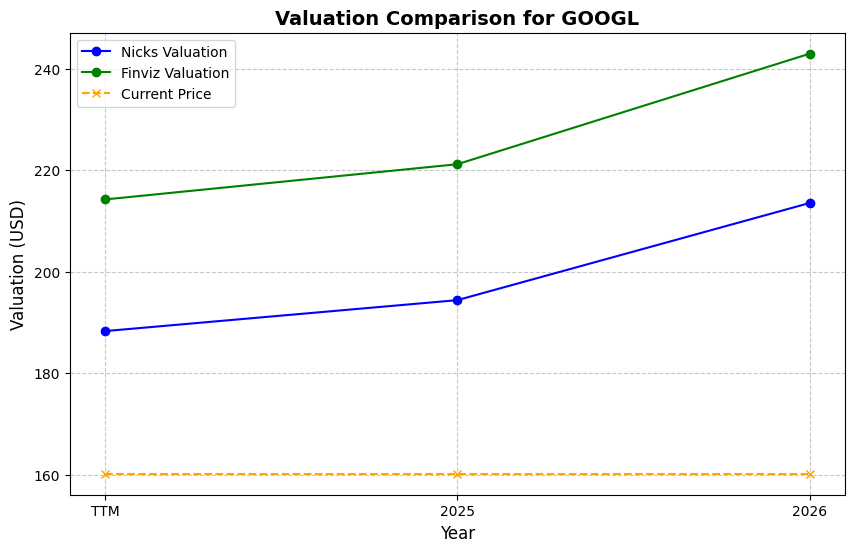 Valuation Comparison for GOOGL
Nicks Valuation
Finviz Valuation
Current Price
Valuation (USD)
240
220
200
180
160
TTM 2025 2026
Year